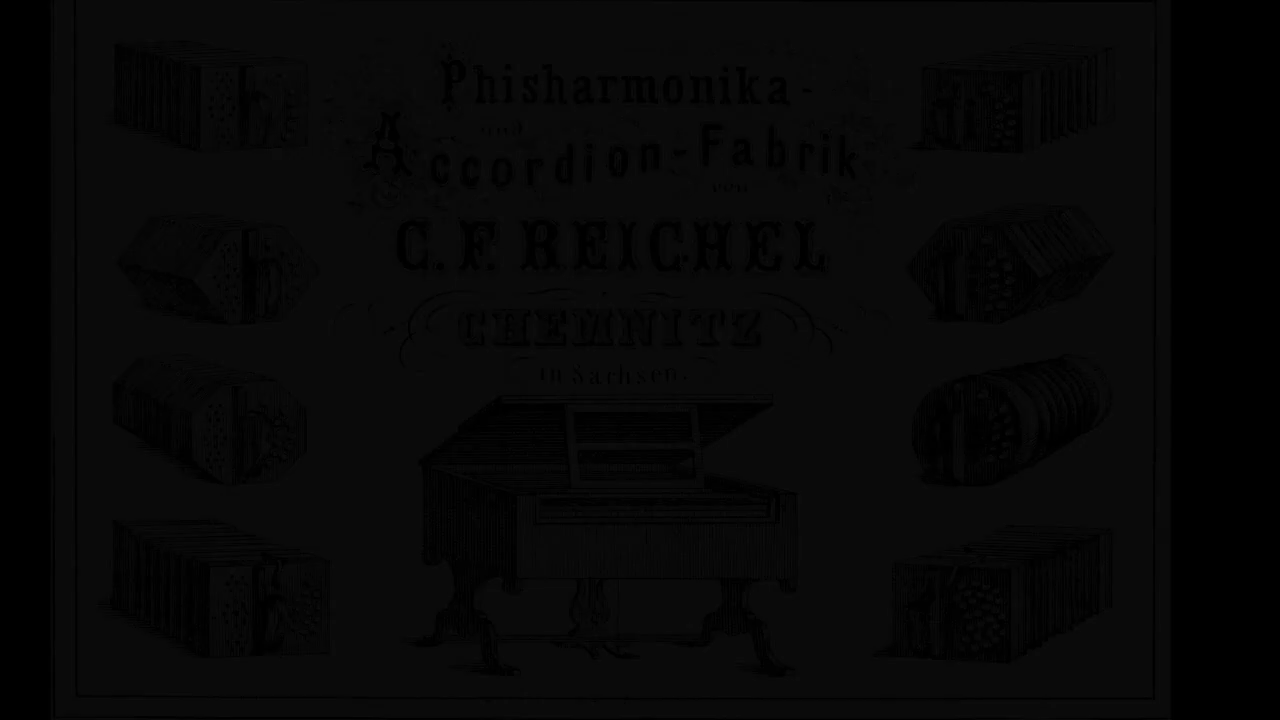 Phisharmonika-
und
Accordion-Fabrik
von
C. F. REICHEL
CHEMNITZ
in Sachsen.